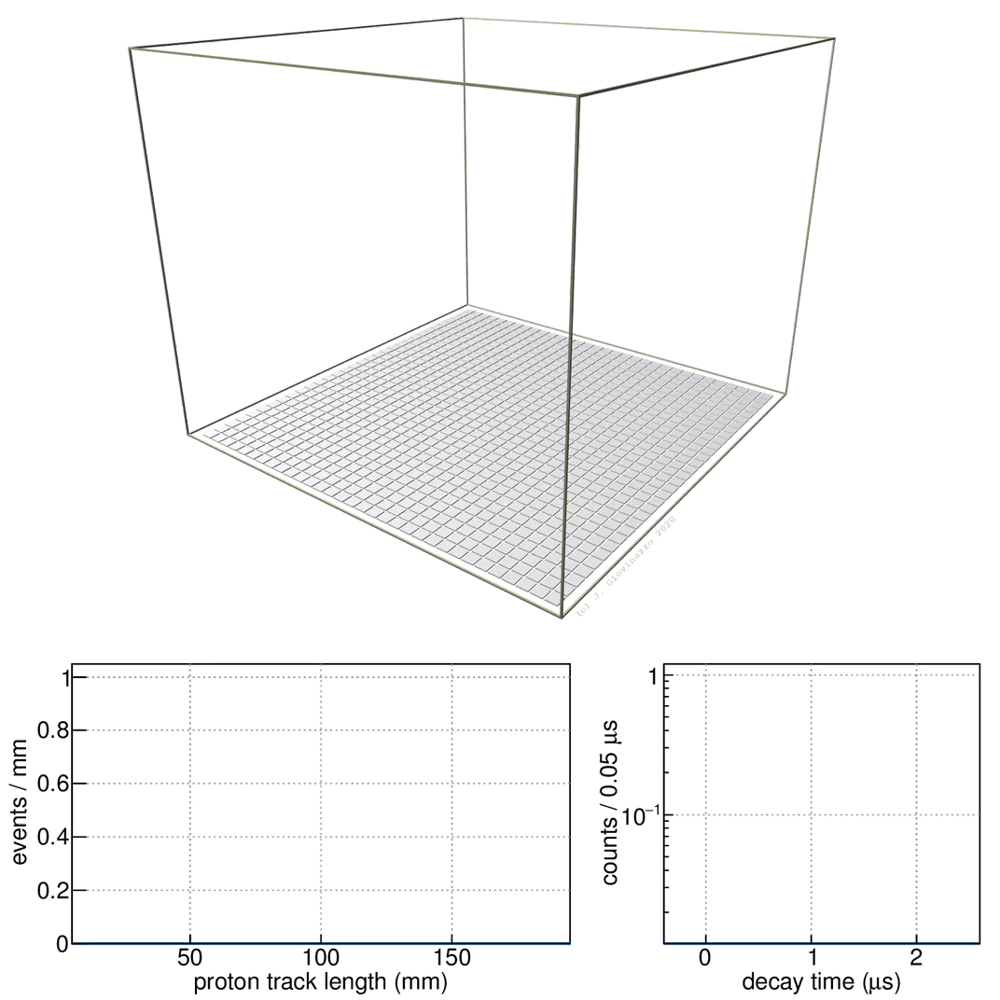 (c) J. Giovinazzo 2020
1
0.8
0.6
0.4
0.2
0
events / mm
50 100 150
proton track length (mm)
1
10⁻¹
counts / 0.05 μs
0 1 2
decay time (μs)